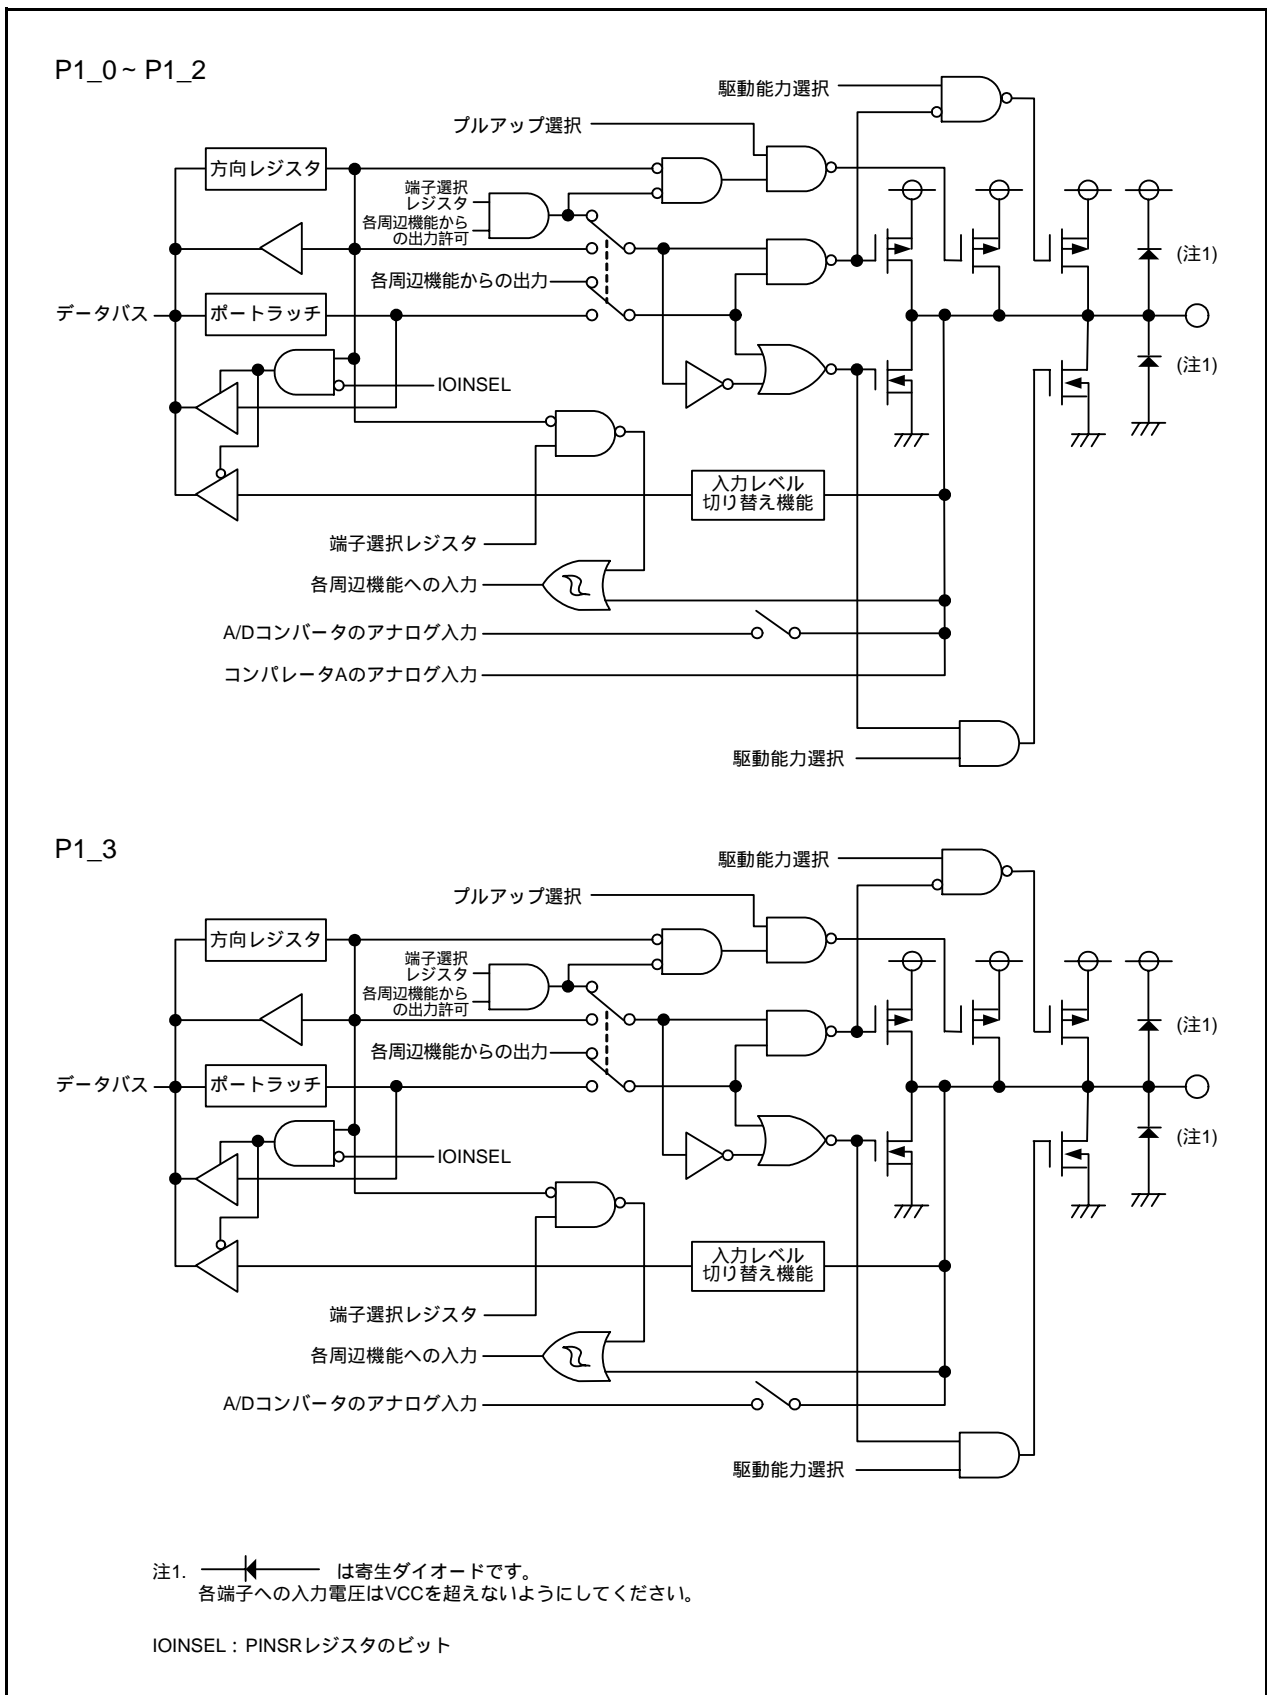 P1_0~ P1_2
駆動能力選択
プルアップ選択
方向レジスタ
端子選択
レジスタ
各周辺機能から
の出力許可
(注1)
各周辺機能からの出力
データバス
ポートラッチ
(注1)
IOINSEL
入力レベル
切り替え機能
端子選択レジスタ
各周辺機能への入力
A/Dコンバータのアナログ入力
コンパレータAのアナログ入力
駆動能力選択
P1_3
駆動能力選択
プルアップ選択
方向レジスタ
端子選択
レジスタ
各周辺機能から
の出力許可
(注1)
各周辺機能からの出力
データバス
ポートラッチ
(注1)
IOINSEL
入力レベル
切り替え機能
端子選択レジスタ
各周辺機能への入力
A/Dコンバータのアナログ入力
駆動能力選択
注1. は寄生ダイオードです。
各端子への入力電圧はVCCを超えないようにしてください。
IOINSEL：PINSRレジスタのビット